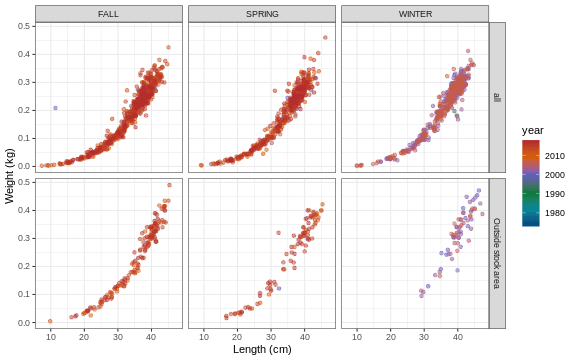 FALL SPRING WINTER
0.5
0.4
0.3
0.2
0.1
0.0
all
0.5
0.4
0.3
0.2
0.1
0.0
Outside stock area
Weight (kg)
10 20 30 40 10 20 30 40 10 20 30 40
Length (cm)
year
2010
2000
1990
1980